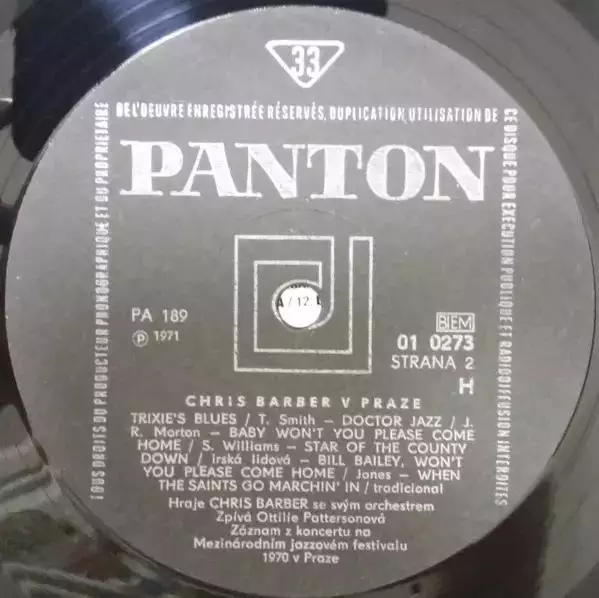 33
DE L'OEUVRE ENREGISTRÉE RÉSERVÉS, DUPLICATION, UTILISATION DE
CE DISQUE POUR EXÉCUTION PUBLIQUE ET RADIODIFFUSION INTERDITES
TOUS DROITS DU PRODUCTEUR PHONOGRAPHIQUE ET DU PROPRIETAIRE
PANTON
A/12.
PA 189
℗ 1971
BIEM
01 0273
STRANA 2
H
CHRIS BARBER V PRAZE
TRIXIE'S BLUES / T. Smith – DOCTOR JAZZ / J.
R. Morton – BABY WON'T YOU PLEASE COME
HOME / S. Williams – STAR OF THE COUNTY
DOWN / irská lidová – BILL BAILEY, WON'T
YOU PLEASE COME HOME / Jones – WHEN
THE SAINTS GO MARCHIN' IN / tradicional
Hraje CHRIS BARBER se svým orchestrem
Zpívá Ottilie Pattersonová
Záznam z koncertu na
Mezinárodním jazzovém festivalu
1970 v Praze